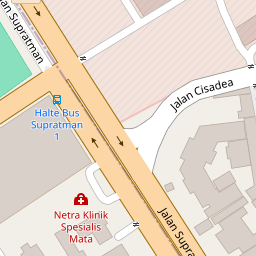 Jalan Supratman
Jalan Cisadea
Halte Bus
Supratman
1
Netra Klinik
Spesialis
Mata
Jalan Supra